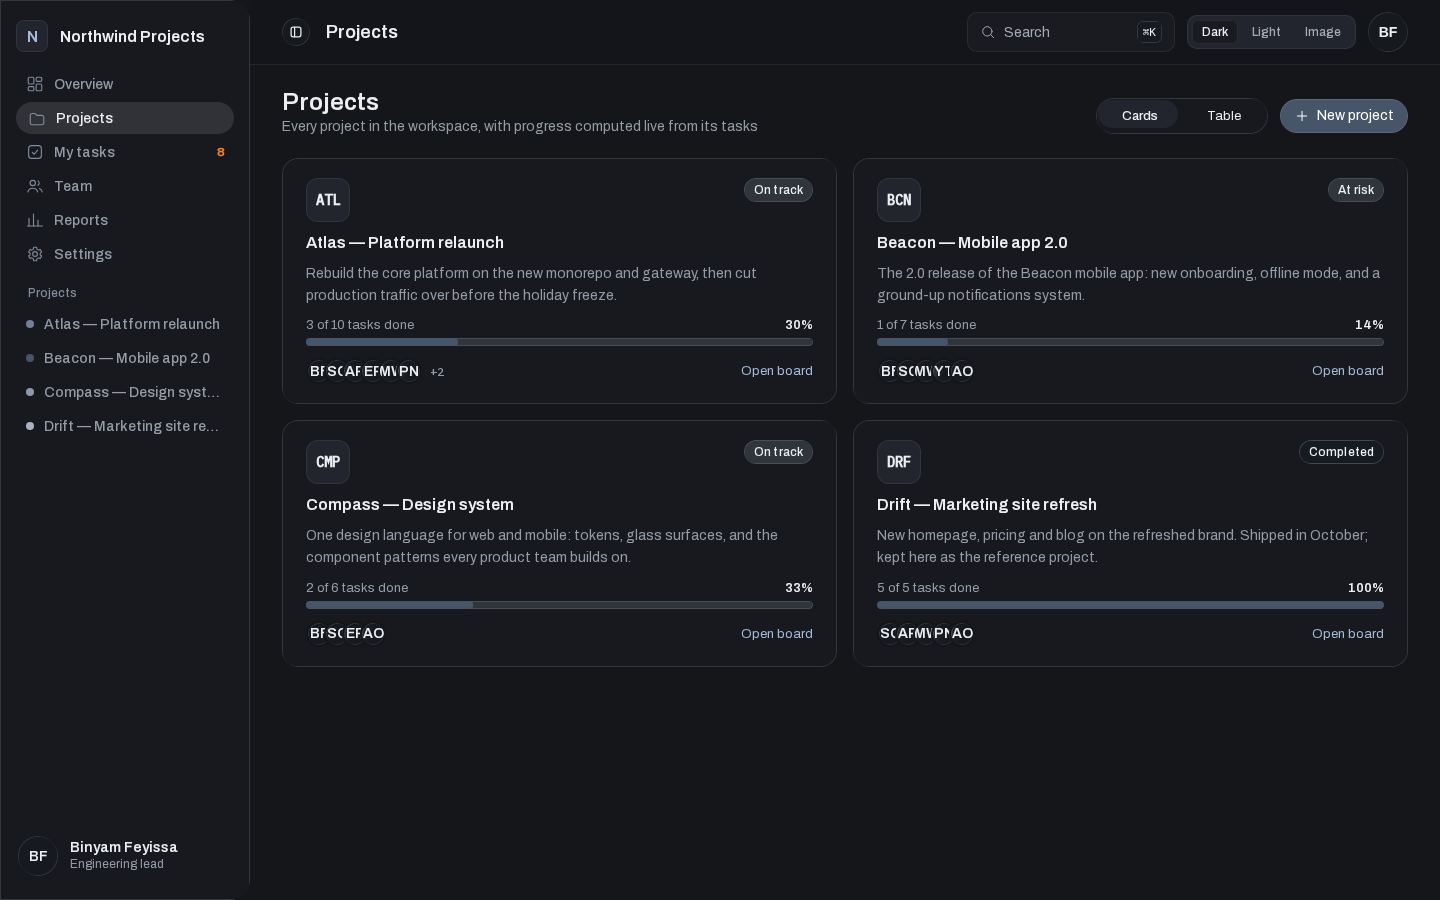 N Northwind Projects
Overview
Projects
My tasks 8
Team
Reports
Settings
Projects
Atlas — Platform relaunch
Beacon — Mobile app 2.0
Compass — Design syst…
Drift — Marketing site re…
BF
Binyam Feyissa
Engineering lead
Projects
Search ⌘K
Dark Light Image
BF
Projects
Every project in the workspace, with progress computed live from its tasks
Cards Table
New project
ATL On track
Atlas — Platform relaunch
Rebuild the core platform on the new monorepo and gateway, then cut
production traffic over before the holiday freeze.
3 of 10 tasks done 30%
PN +2 Open board
BCN At risk
Beacon — Mobile app 2.0
The 2.0 release of the Beacon mobile app: new onboarding, offline mode, and a
ground-up notifications system.
1 of 7 tasks done 14%
AO Open board
CMP On track
Compass — Design system
One design language for web and mobile: tokens, glass surfaces, and the
component patterns every product team builds on.
2 of 6 tasks done 33%
AO Open board
DRF Completed
Drift — Marketing site refresh
New homepage, pricing and blog on the refreshed brand. Shipped in October;
kept here as the reference project.
5 of 5 tasks done 100%
AO Open board